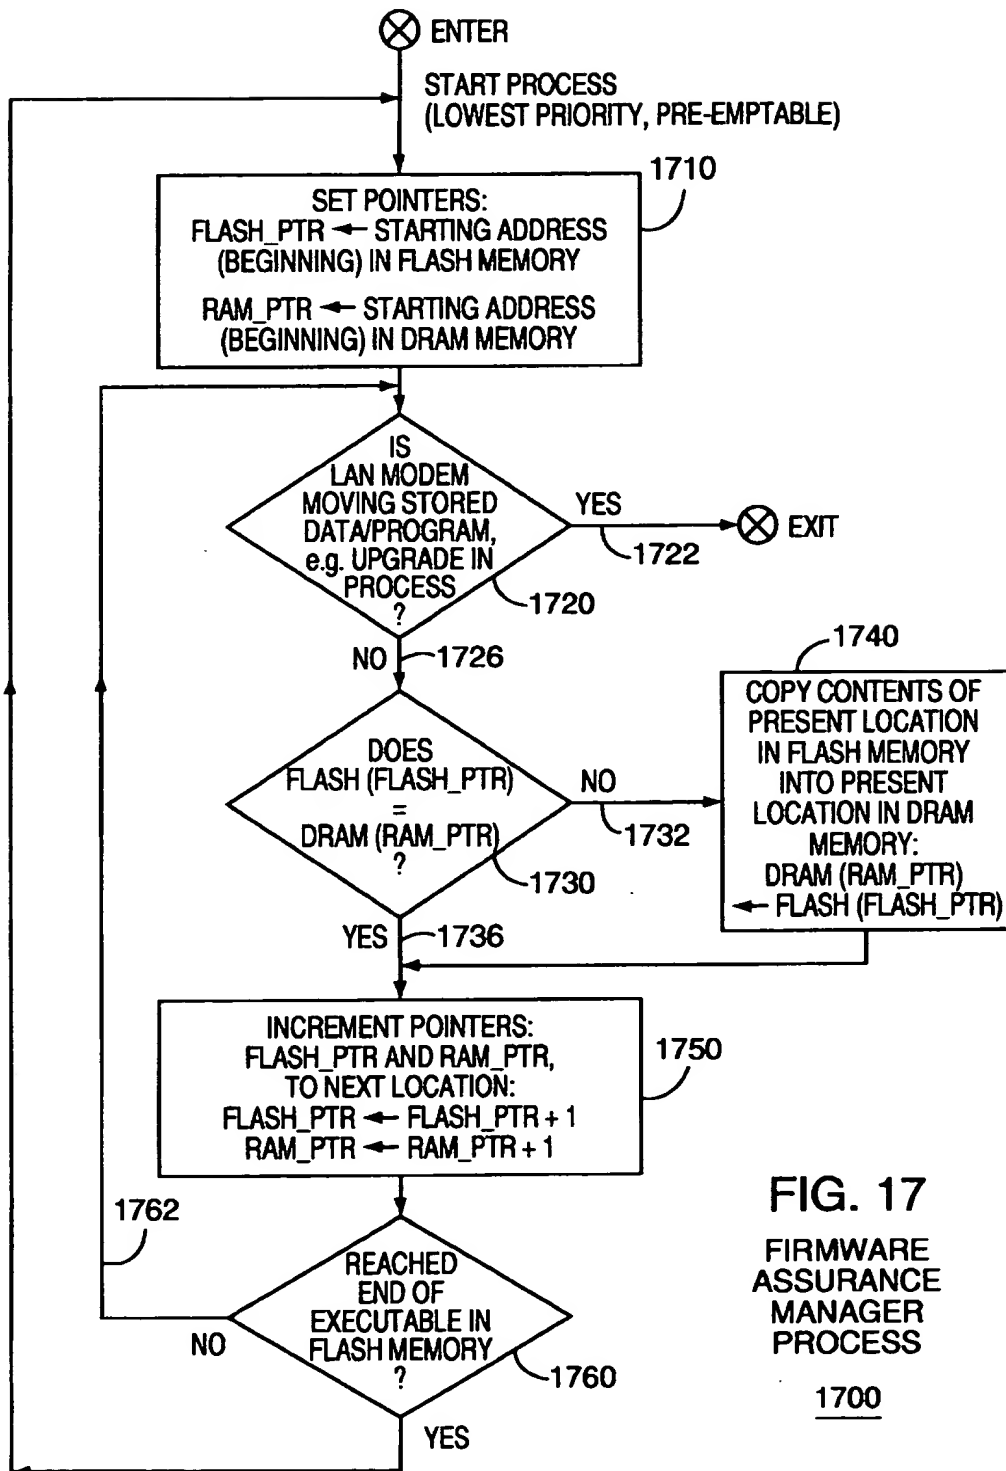 ENTER
START PROCESS
(LOWEST PRIORITY, PRE-EMPTABLE)
1710
SET POINTERS:
FLASH_PTR ← STARTING ADDRESS
(BEGINNING) IN FLASH MEMORY
RAM_PTR ← STARTING ADDRESS
(BEGINNING) IN DRAM MEMORY
IS
LAN MODEM
MOVING STORED
DATA/PROGRAM,
e.g. UPGRADE IN
PROCESS
?
YES
1722
EXIT
1720
NO
1726
1740
COPY CONTENTS OF
PRESENT LOCATION
IN FLASH MEMORY
INTO PRESENT
LOCATION IN DRAM
MEMORY:
DRAM (RAM_PTR)
← FLASH (FLASH_PTR)
DOES
FLASH (FLASH_PTR)
=
DRAM (RAM_PTR)
?
NO
1732
1730
YES
1736
INCREMENT POINTERS:
FLASH_PTR AND RAM_PTR,
TO NEXT LOCATION:
FLASH_PTR ← FLASH_PTR + 1
RAM_PTR ← RAM_PTR + 1
1750
1762
REACHED
END OF
EXECUTABLE IN
FLASH MEMORY
?
NO
1760
YES
FIG. 17
FIRMWARE
ASSURANCE
MANAGER
PROCESS
1700